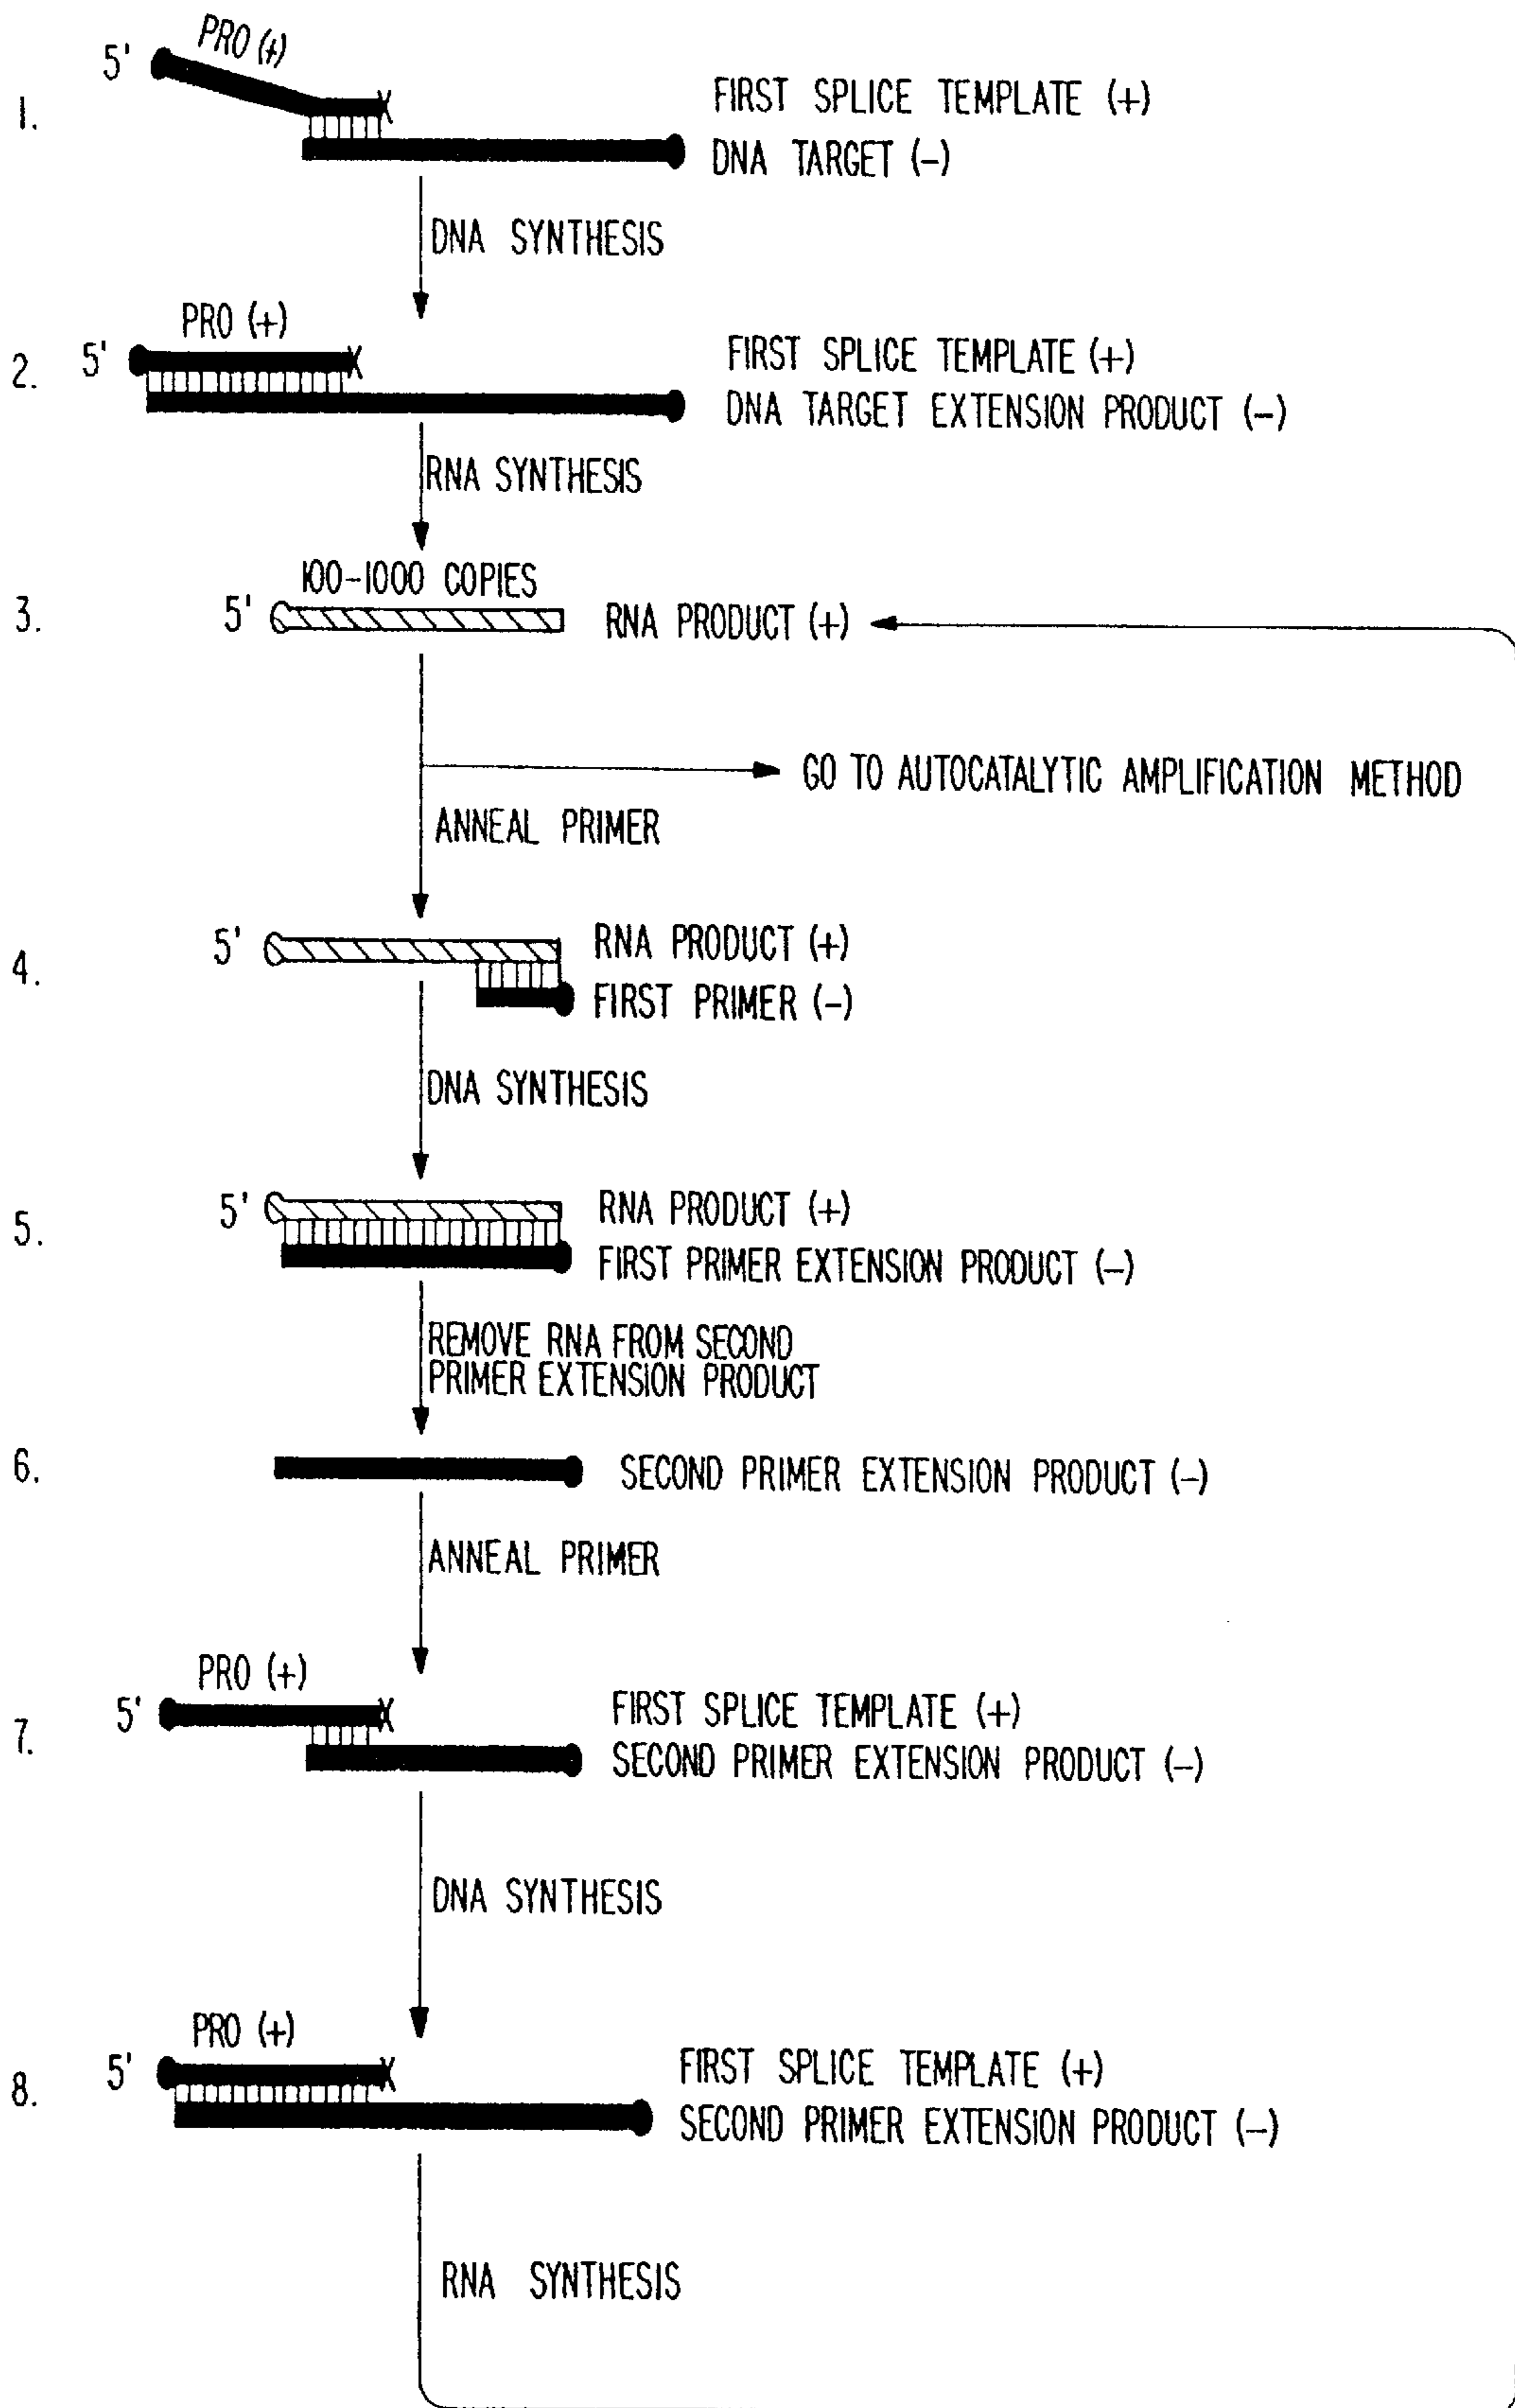 PRO (+)
5'
1.
FIRST SPLICE TEMPLATE (+)
DNA TARGET (-)
DNA SYNTHESIS
PRO (+)
5'
2.
FIRST SPLICE TEMPLATE (+)
DNA TARGET EXTENSION PRODUCT (-)
RNA SYNTHESIS
100-1000 COPIES
3.
5'
RNA PRODUCT (+)
GO TO AUTOCATALYTIC AMPLIFICATION METHOD
ANNEAL PRIMER
5'
RNA PRODUCT (+)
4.
FIRST PRIMER (-)
DNA SYNTHESIS
5'
RNA PRODUCT (+)
5.
FIRST PRIMER EXTENSION PRODUCT (-)
REMOVE RNA FROM SECOND
PRIMER EXTENSION PRODUCT
6.
SECOND PRIMER EXTENSION PRODUCT (-)
ANNEAL PRIMER
PRO (+)
5'
FIRST SPLICE TEMPLATE (+)
7.
SECOND PRIMER EXTENSION PRODUCT (-)
DNA SYNTHESIS
PRO (+)
5'
FIRST SPLICE TEMPLATE (+)
8.
SECOND PRIMER EXTENSION PRODUCT (-)
RNA SYNTHESIS